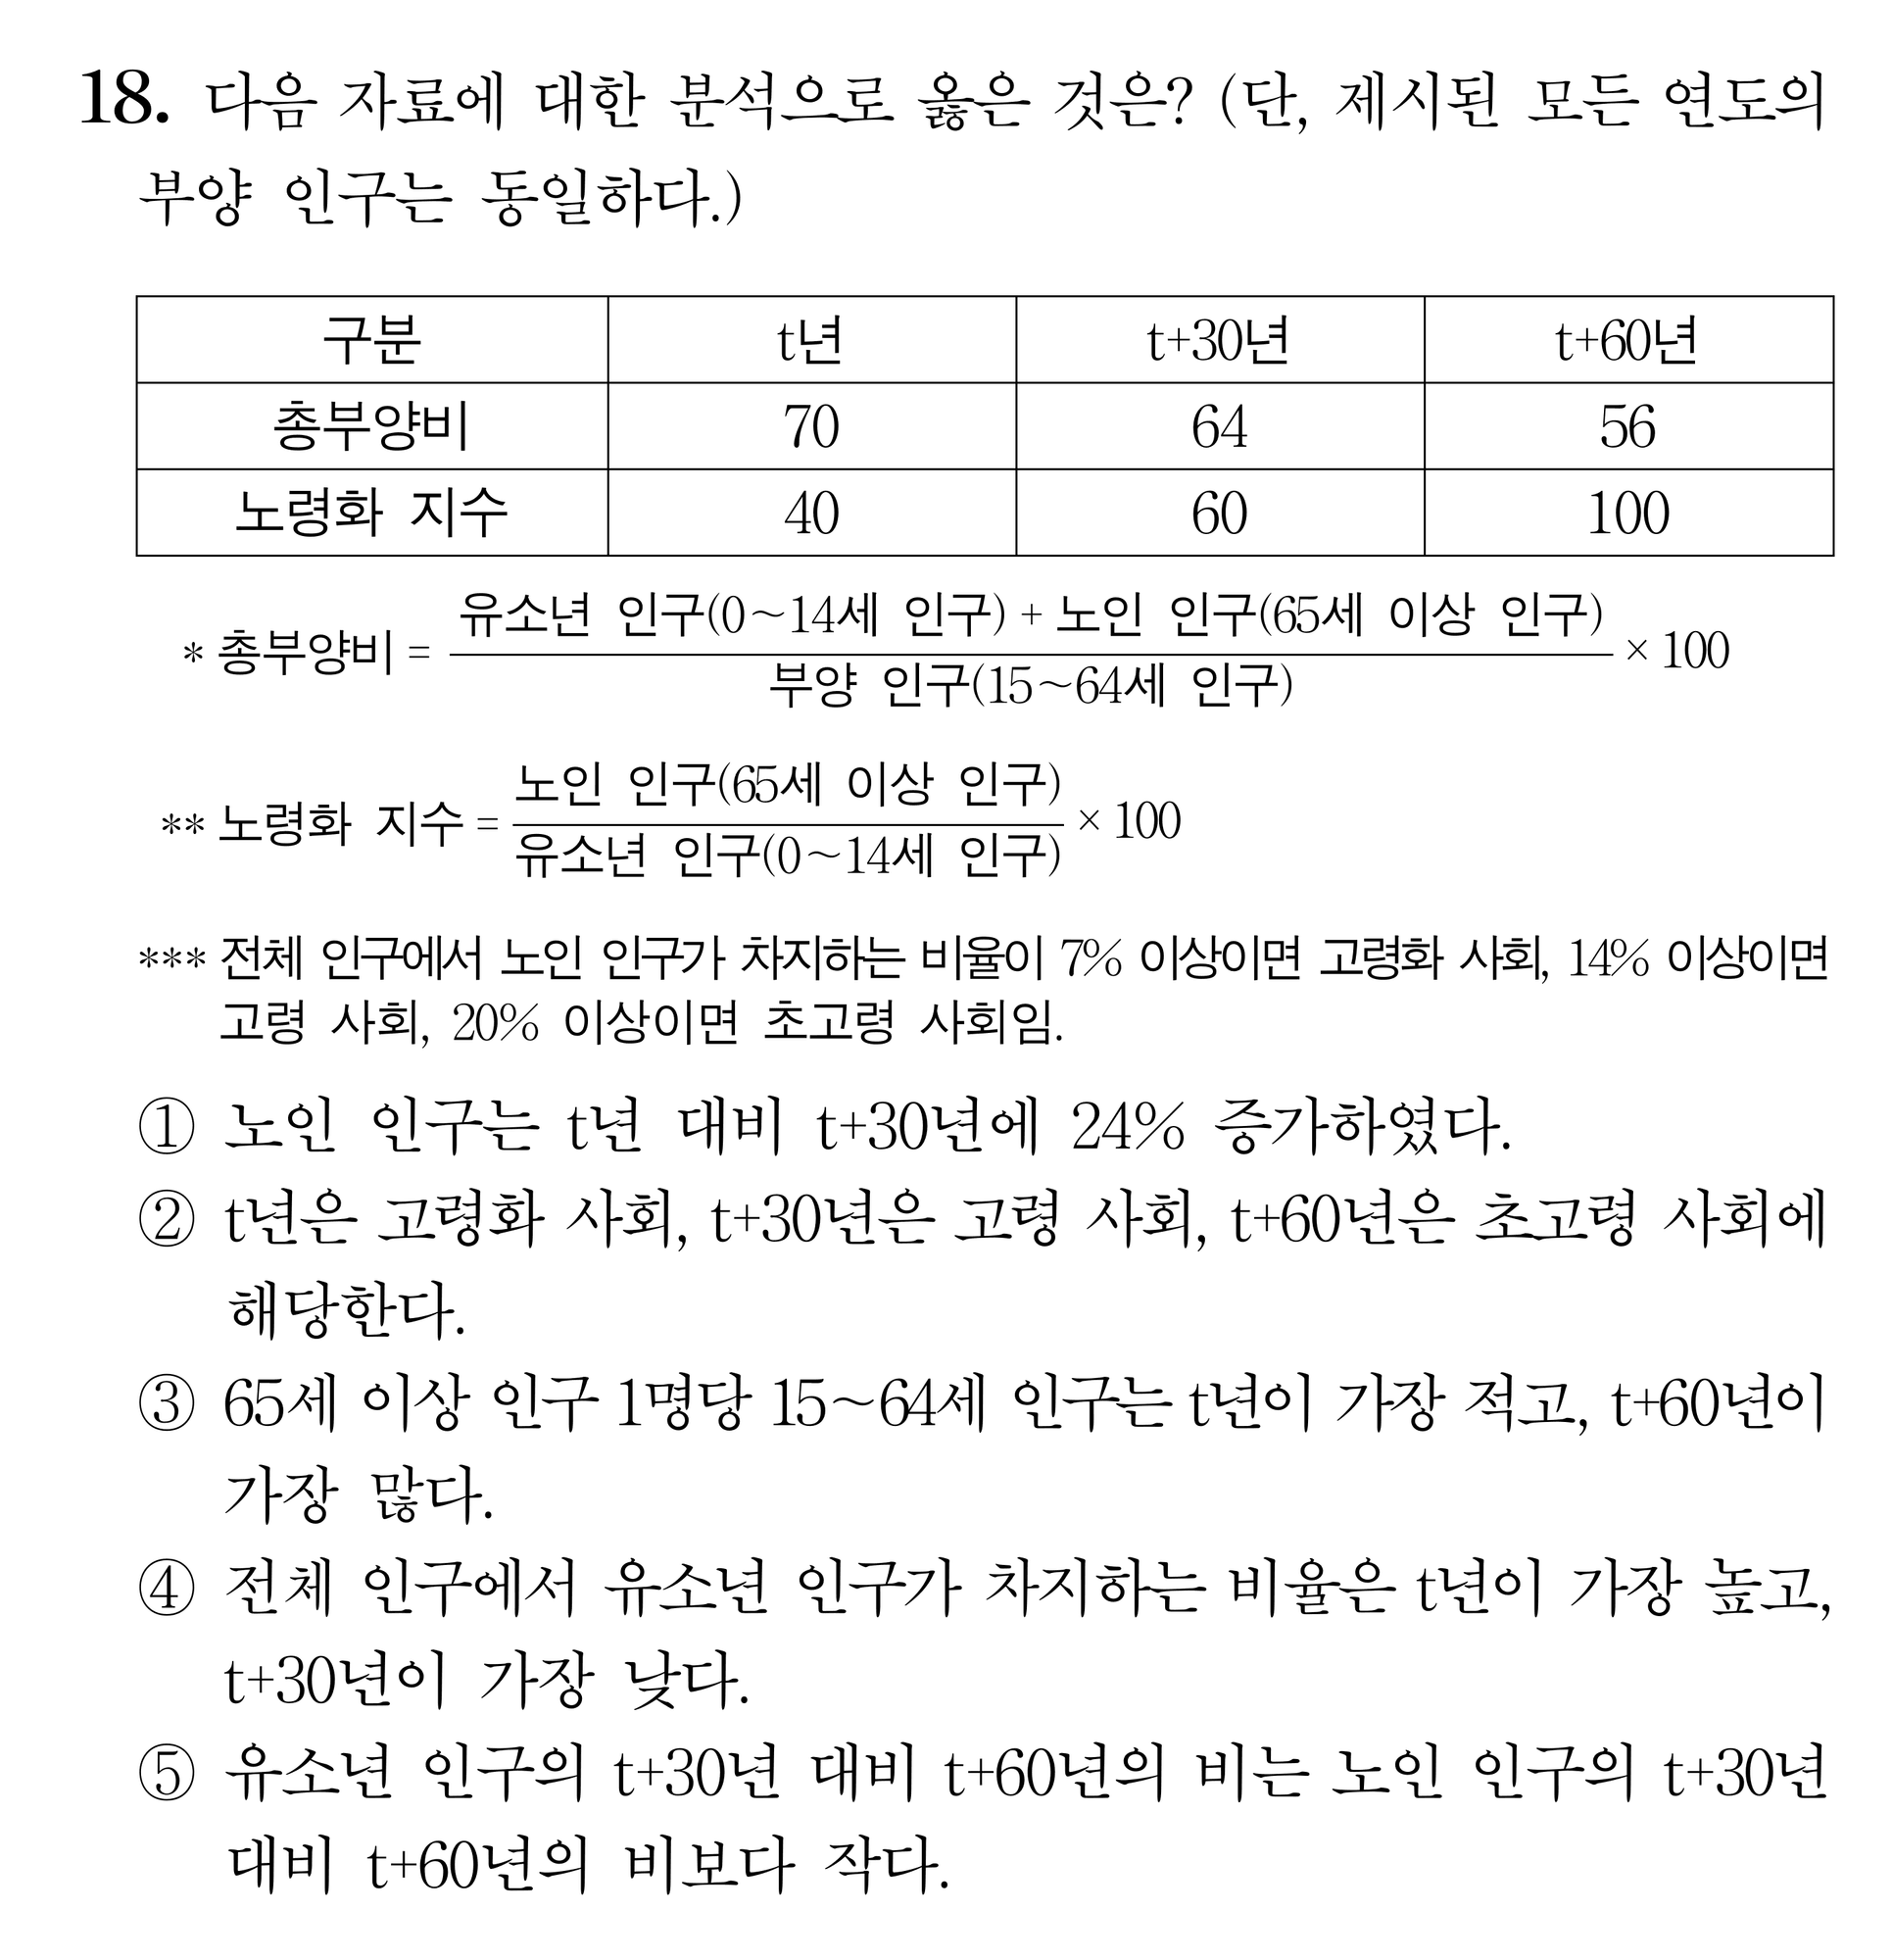 18. 다음 자료에 대한 분석으로 옳은 것은? (단, 제시된 모든 연도의
부양 인구는 동일하다.)
구분 t년 t+30년 t+60년
총부양비 70 64 56
노령화 지수 40 60 100
* 총부양비 = 유소년 인구(0～14세 인구) + 노인 인구(65세 이상 인구) / 부양 인구(15～64세 인구) × 100
** 노령화 지수 = 노인 인구(65세 이상 인구) / 유소년 인구(0～14세 인구) × 100
*** 전체 인구에서 노인 인구가 차지하는 비율이 7% 이상이면 고령화 사회, 14% 이상이면
고령 사회, 20% 이상이면 초고령 사회임.
① 노인 인구는 t년 대비 t+30년에 24% 증가하였다.
② t년은 고령화 사회, t+30년은 고령 사회, t+60년은 초고령 사회에
해당한다.
③ 65세 이상 인구 1명당 15～64세 인구는 t년이 가장 적고, t+60년이
가장 많다.
④ 전체 인구에서 유소년 인구가 차지하는 비율은 t년이 가장 높고,
t+30년이 가장 낮다.
⑤ 유소년 인구의 t+30년 대비 t+60년의 비는 노인 인구의 t+30년
대비 t+60년의 비보다 작다.